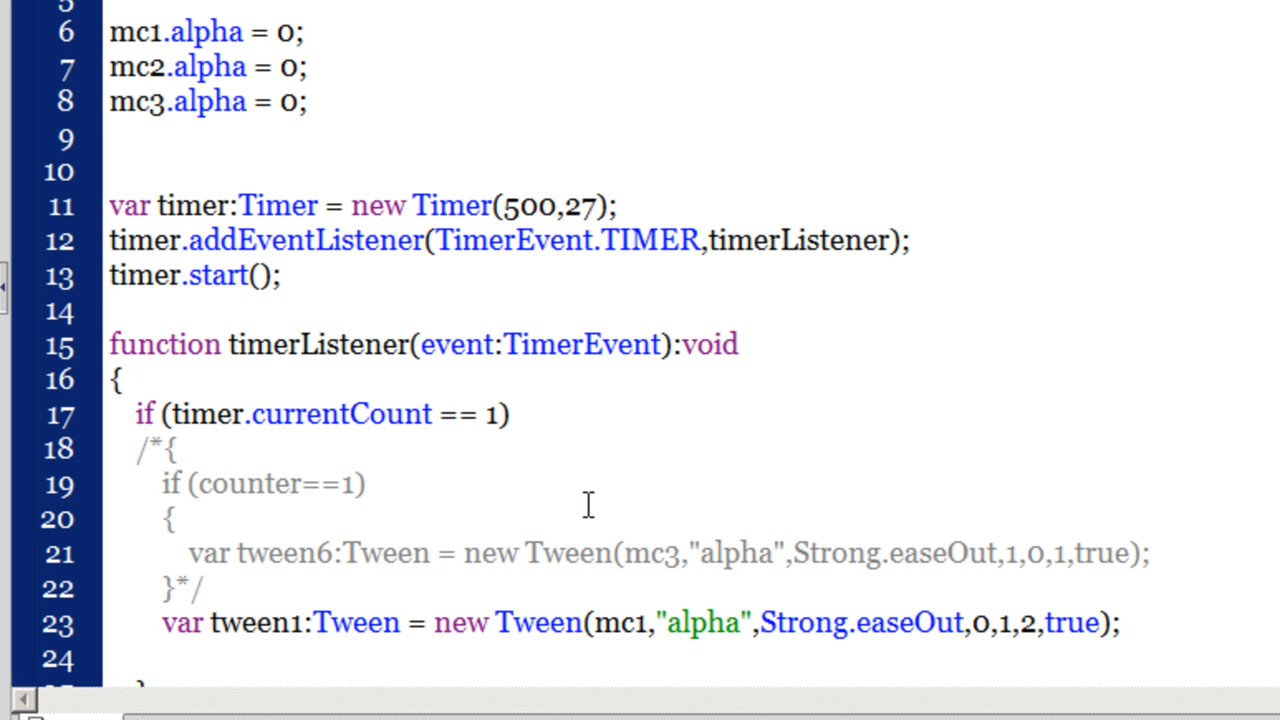 5
6 mc1.alpha = 0;
7 mc2.alpha = 0;
8 mc3.alpha = 0;
9
10
11 var timer:Timer = new Timer(500,27);
12 timer.addEventListener(TimerEvent.TIMER,timerListener);
13 timer.start();
14
15 function timerListener(event:TimerEvent):void
16 {
17 if (timer.currentCount == 1)
18 /*{
19 if (counter==1)
20 {
21 var tween6:Tween = new Tween(mc3,"alpha",Strong.easeOut,1,0,1,true);
22 }*/
23 var tween1:Tween = new Tween(mc1,"alpha",Strong.easeOut,0,1,2,true);
24